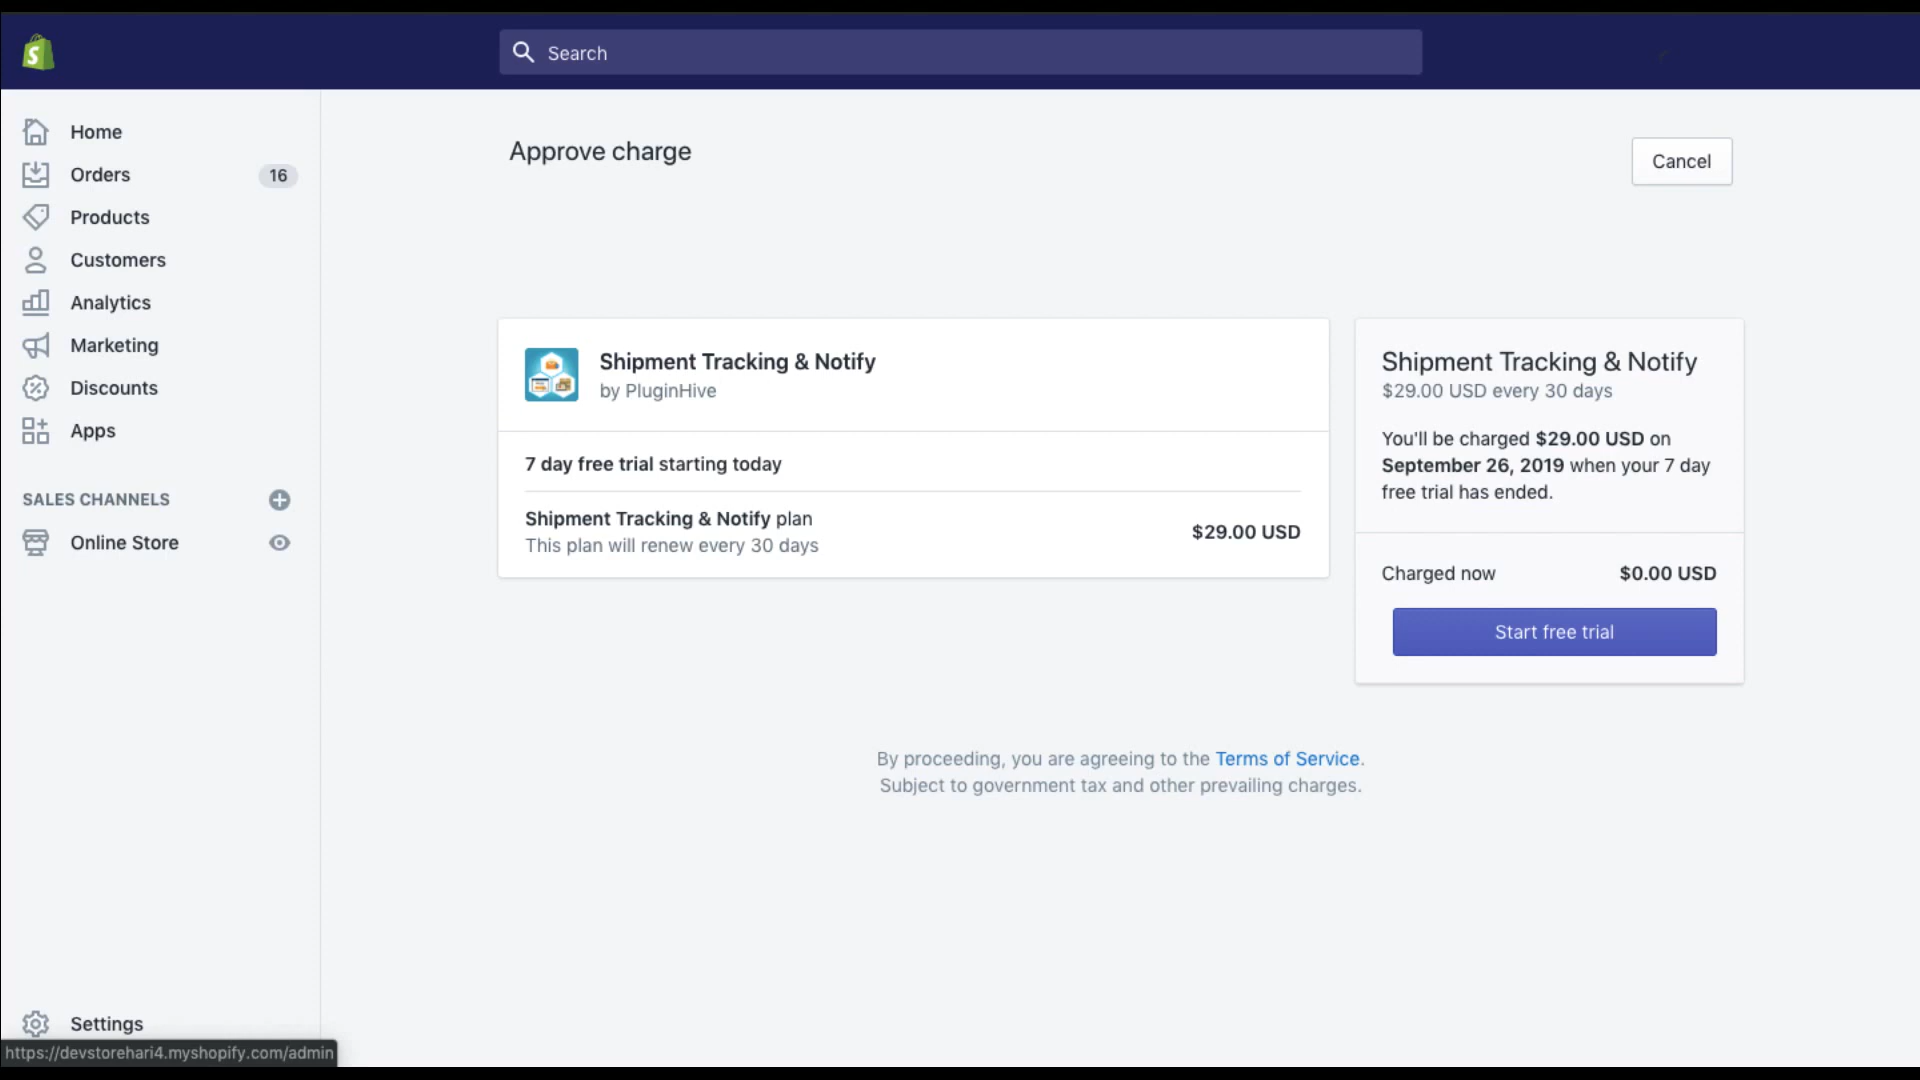 Search
Home
Orders 16
Products
Customers
Analytics
Marketing
Discounts
Apps
SALES CHANNELS
Online Store
Settings
https://devstorehari4.myshopify.com/admin
Approve charge
Cancel
Shipment Tracking & Notify
by PluginHive
7 day free trial starting today
Shipment Tracking & Notify plan
This plan will renew every 30 days
$29.00 USD
Shipment Tracking & Notify
$29.00 USD every 30 days
You'll be charged $29.00 USD on
September 26, 2019 when your 7 day
free trial has ended.
Charged now $0.00 USD
Start free trial
By proceeding, you are agreeing to the Terms of Service.
Subject to government tax and other prevailing charges.